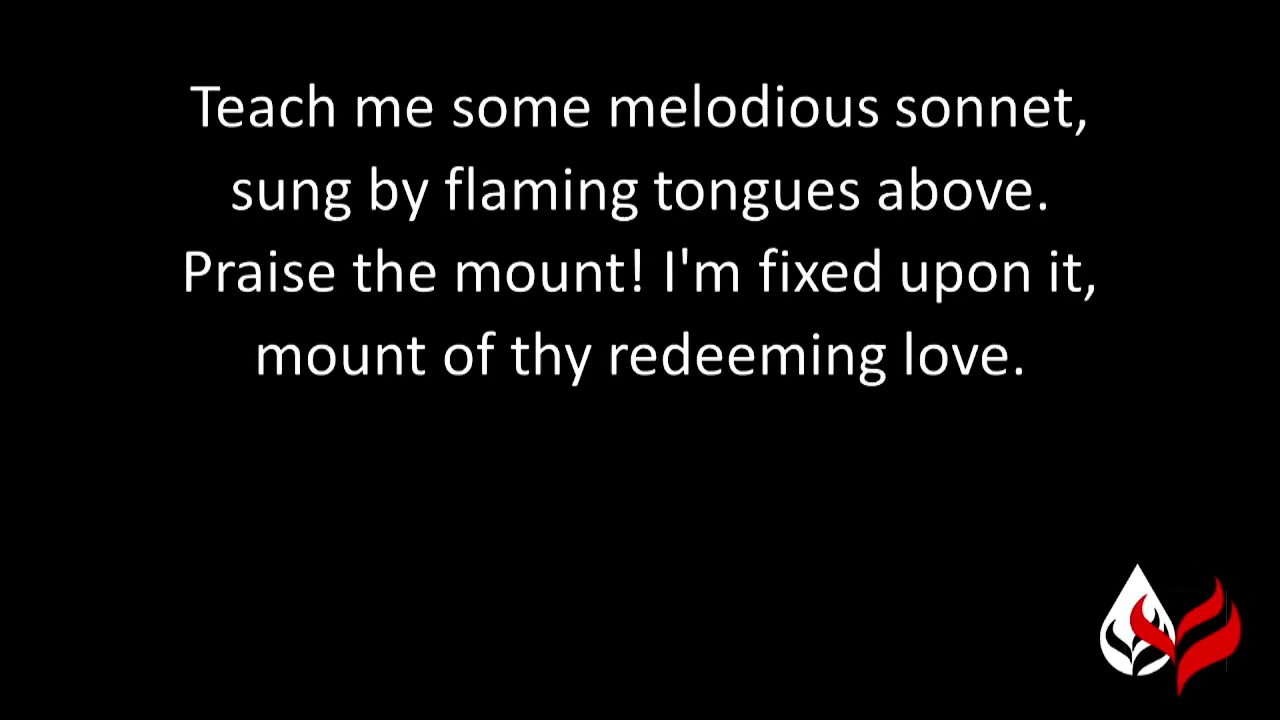 Teach me some melodious sonnet,
sung by flaming tongues above.
Praise the mount! I'm fixed upon it,
mount of thy redeeming love.